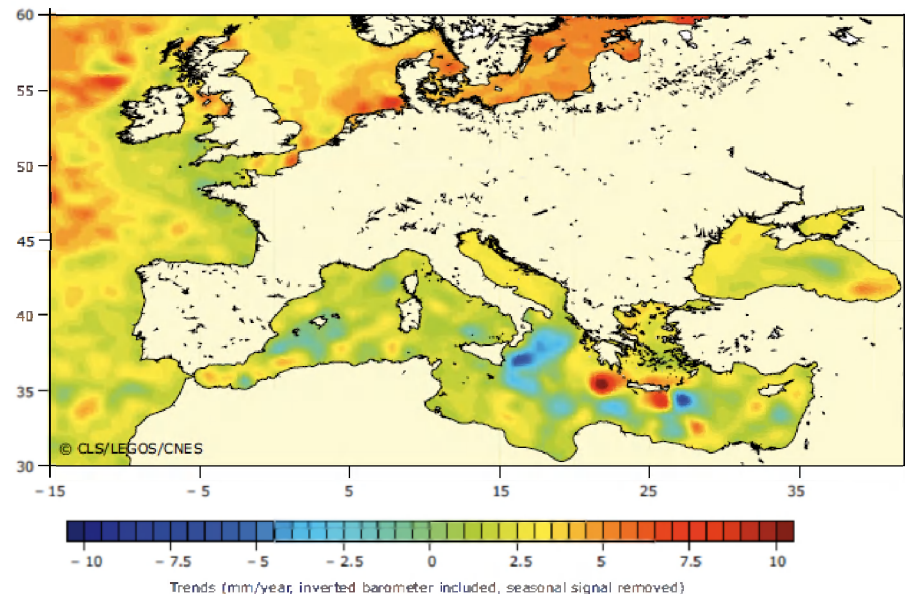 60
55
50
45
40
35
30
© CLS/LEGOS/CNES
- 15 - 5 5 15 25 35
- 10 - 7.5 - 5 - 2.5 0 2.5 5 7.5 10
Trends (mm/year, inverted barometer included, seasonal signal removed)